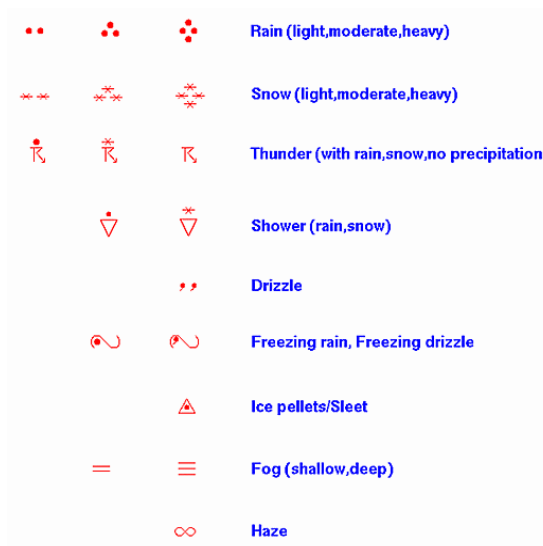 Rain (light,moderate,heavy)
Snow (light,moderate,heavy)
Thunder (with rain,snow,no precipitation
Shower (rain,snow)
Drizzle
Freezing rain, Freezing drizzle
Ice pellets/Sleet
Fog (shallow,deep)
Haze